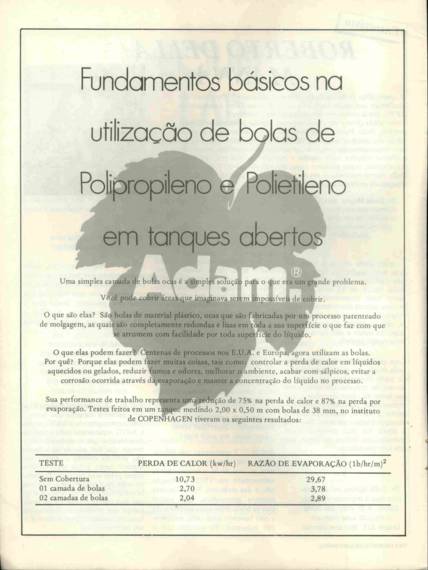 Fundamentos básicos na
utilização de bolas de
Polipropileno e Polietileno
em tanques abertos
Adam ®
Uma simples camada de bolas ocas é a simples solução para o que era um grande problema.
Você pode cobrir áreas que imaginava serem impossíveis de cobrir.
O que são elas? São bolas de material plástico, ocas que são fabricadas por um processo parenteado
de molgagem, as quais são completamente redondas e lisas em toda a sua superfície o que faz com que
se arrumem com facilidade por toda superfície do líquido.
O que elas podem fazer? Centenas de processos nos E.U.A. e Europa agora utilizam as bolas.
Por quê? Porque elas podem fazer muitas coisas, tais como: controlar a perda de calor em líquidos
aquecidos ou gelados, reduzir fumos e odores, melhorar o ambiente, acabar com sálpicos, evitar a
corrosão ocorrida através da evaporação e manter a concentração do líquido no processo.
Sua performance de trabalho representa uma redução de 75% na perda de calor e 87% na perda por
evaporação. Testes feitos em um tanque medindo 2,00 x 0,50 m com bolas de 38 mm, no instituto
de COPENHAGEN tiveram os seguintes resultados:
TESTE PERDA DE CALOR (kw/hr) RAZÃO DE EVAPORAÇÃO (1b/hr/m)²
Sem Cobertura 10,73 29,67
01 camada de bolas 2,70 3,78
02 camadas de bolas 2,04 2,89